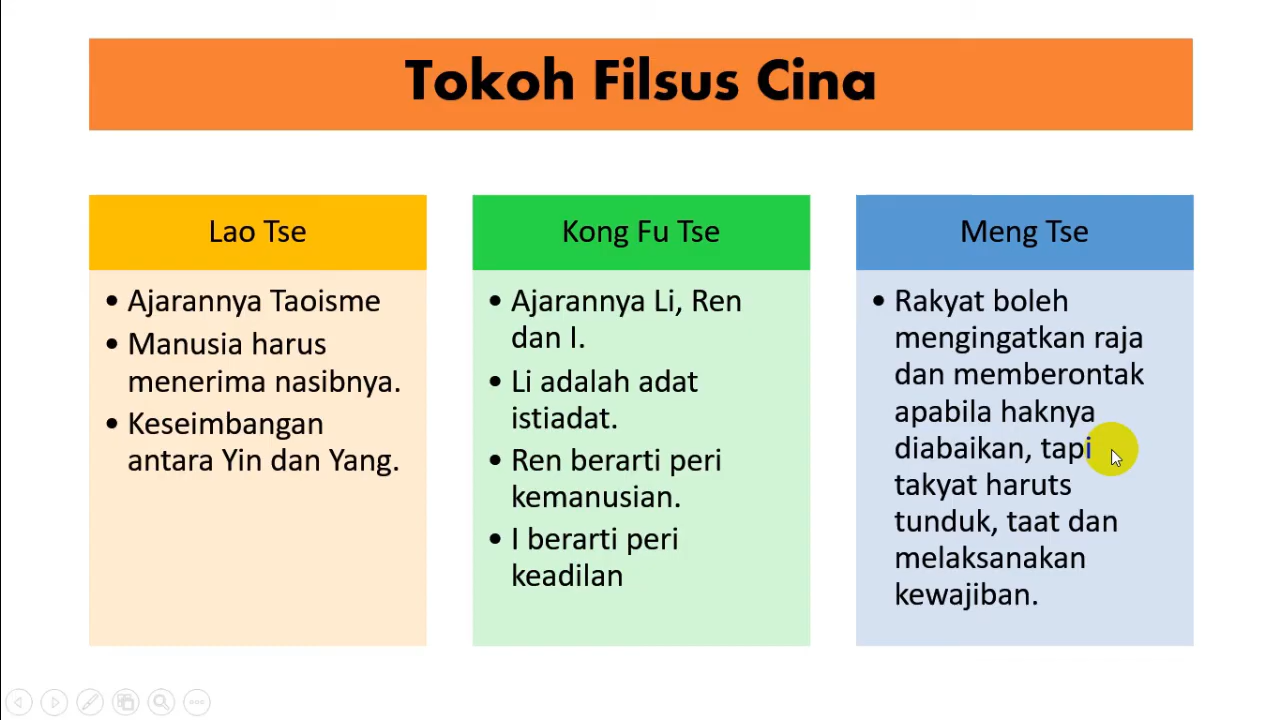 Tokoh Filsus Cina
Lao Tse
• Ajarannya Taoisme
• Manusia harus
menerima nasibnya.
• Keseimbangan
antara Yin dan Yang.
Kong Fu Tse
• Ajarannya Li, Ren
dan I.
• Li adalah adat
istiadat.
• Ren berarti peri
kemanusian.
• I berarti peri
keadilan
Meng Tse
• Rakyat boleh
mengingatkan raja
dan memberontak
apabila haknya
diabaikan, tapi
takyat haruts
tunduk, taat dan
melaksanakan
kewajiban.